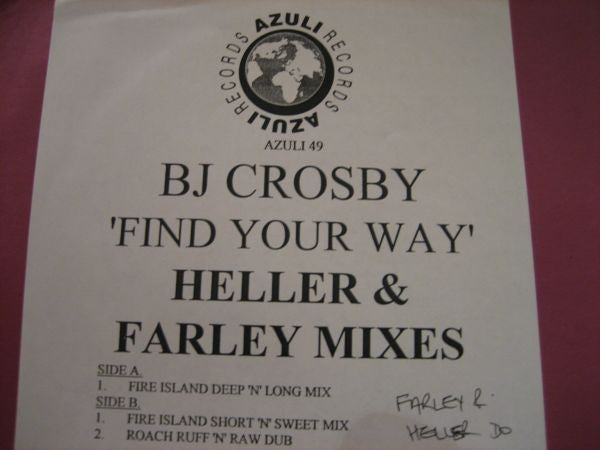 AZULI RECORDS
AZULI RECORDS
AZULI 49
BJ CROSBY
'FIND YOUR WAY'
HELLER &
FARLEY MIXES
SIDE A.
1. FIRE ISLAND DEEP 'N' LONG MIX
SIDE B.
1. FIRE ISLAND SHORT 'N' SWEET MIX
2. ROACH RUFF 'N' RAW DUB
FARLEY &
HELLER DO